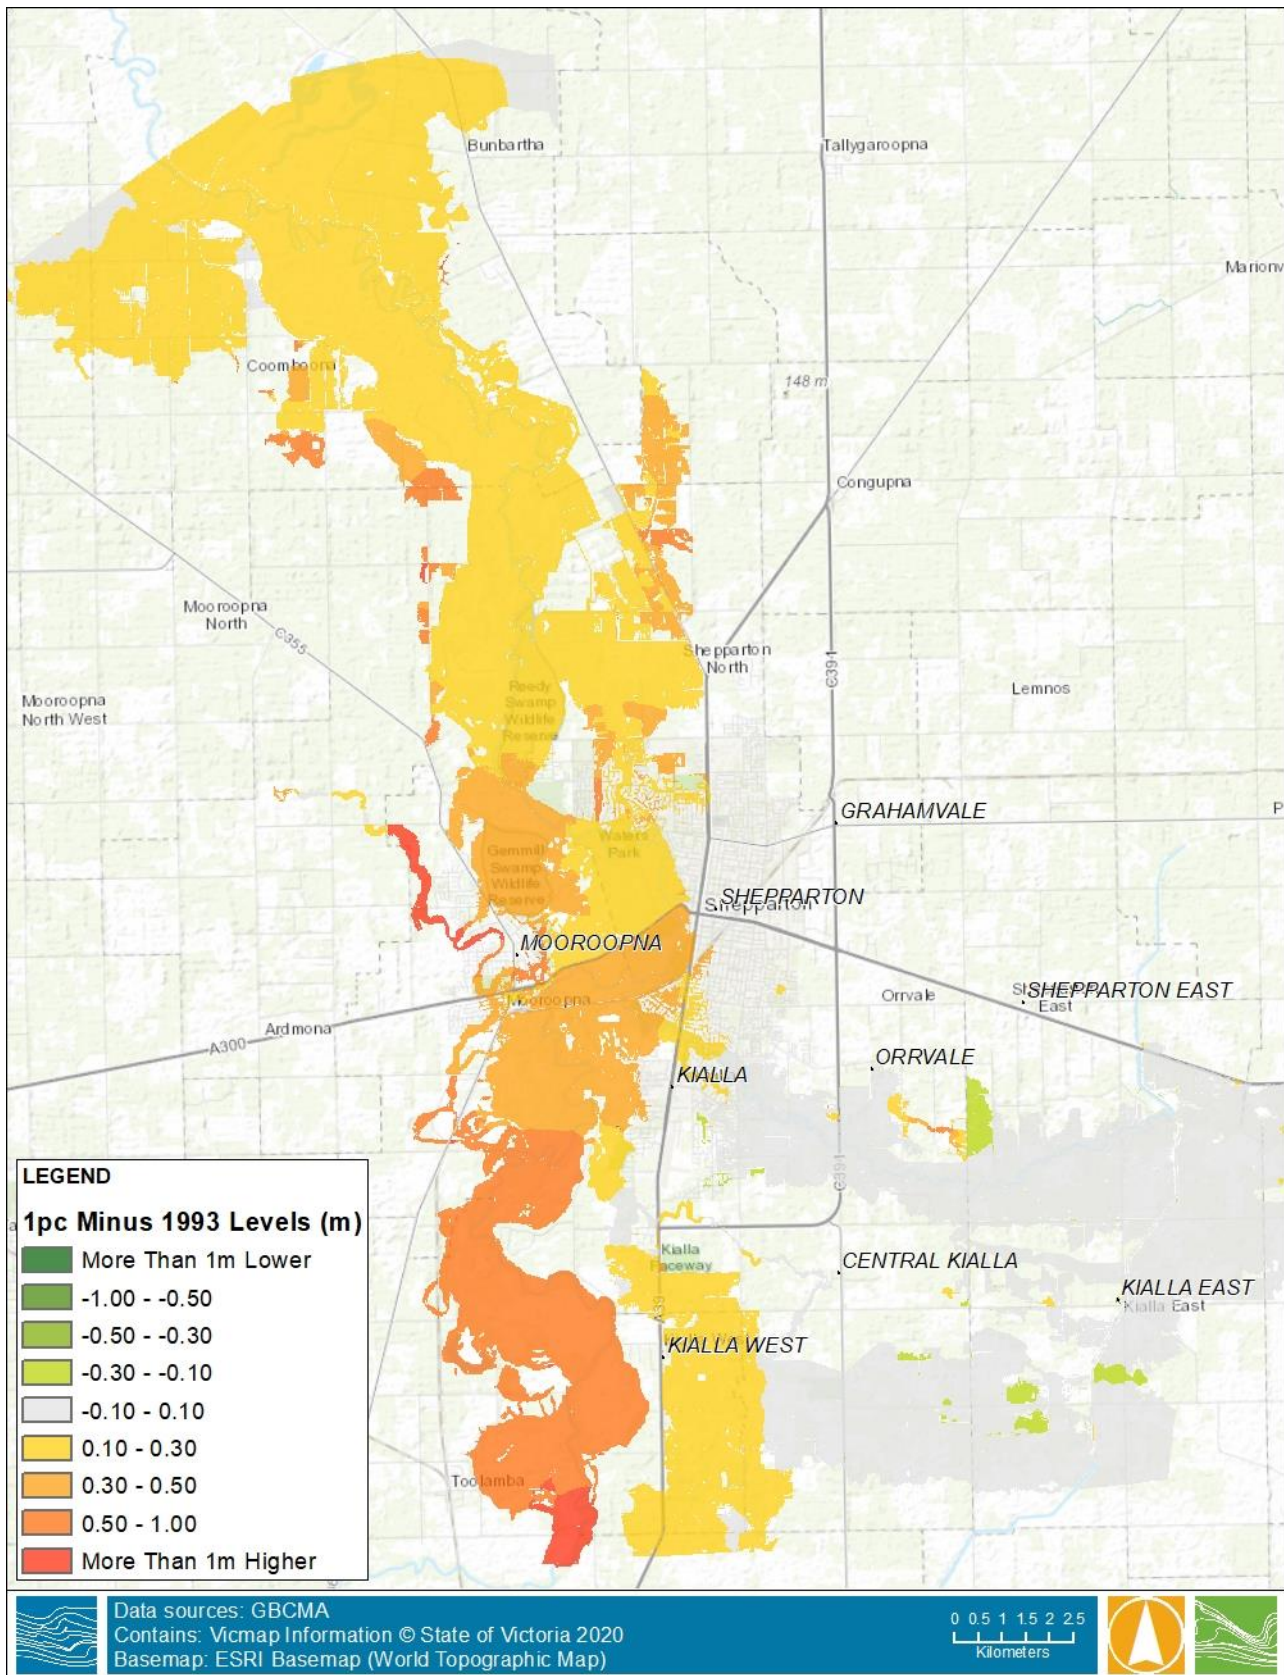 Bunbartha
Tallygaroopna
Marionv
Coomboona
148 m
Congupna
Mooroopna
North
C355
Shepparton
North
C391
Lemnos
Mooroopna
North West
Reedy
Swamp
Wildlife
Reserve
GRAHAMVALE
P
Waters
Park
Gemmill
Swamp
Wildlife
Reserve
SHEPPARTON
Shepparton
MOOROOPNA
Mooroopna
Orrvale
SHEPPARTON EAST
East
Ardmona
A300
ORRVALE
KIALLA
C391
Kialla
Raceway
CENTRAL KIALLA
KIALLA EAST
Kialla East
A39
KIALLA WEST
Toolamba
LEGEND
1pc Minus 1993 Levels (m)
More Than 1m Lower
-1.00 - -0.50
-0.50 - -0.30
-0.30 - -0.10
-0.10 - 0.10
0.10 - 0.30
0.30 - 0.50
0.50 - 1.00
More Than 1m Higher
Data sources: GBCMA
Contains: Vicmap Information © State of Victoria 2020
Basemap: ESRI Basemap (World Topographic Map)
0 0.5 1 1.5 2 2.5
Kilometers